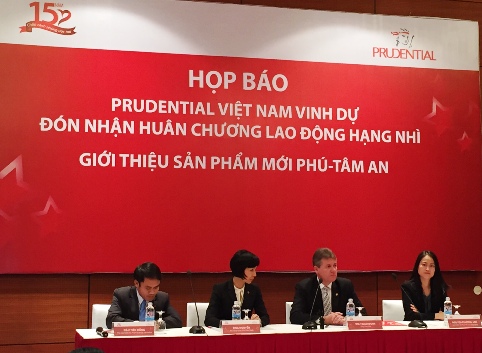 15
PRUDENTIAL
HỌP BÁO
PRUDENTIAL VIỆT NAM VINH DỰ
ĐÓN NHẬN HUÂN CHƯƠNG LAO ĐỘNG HẠNG NHÌ
GIỚI THIỆU SẢN PHẨM MỚI PHÚ-TÂM AN